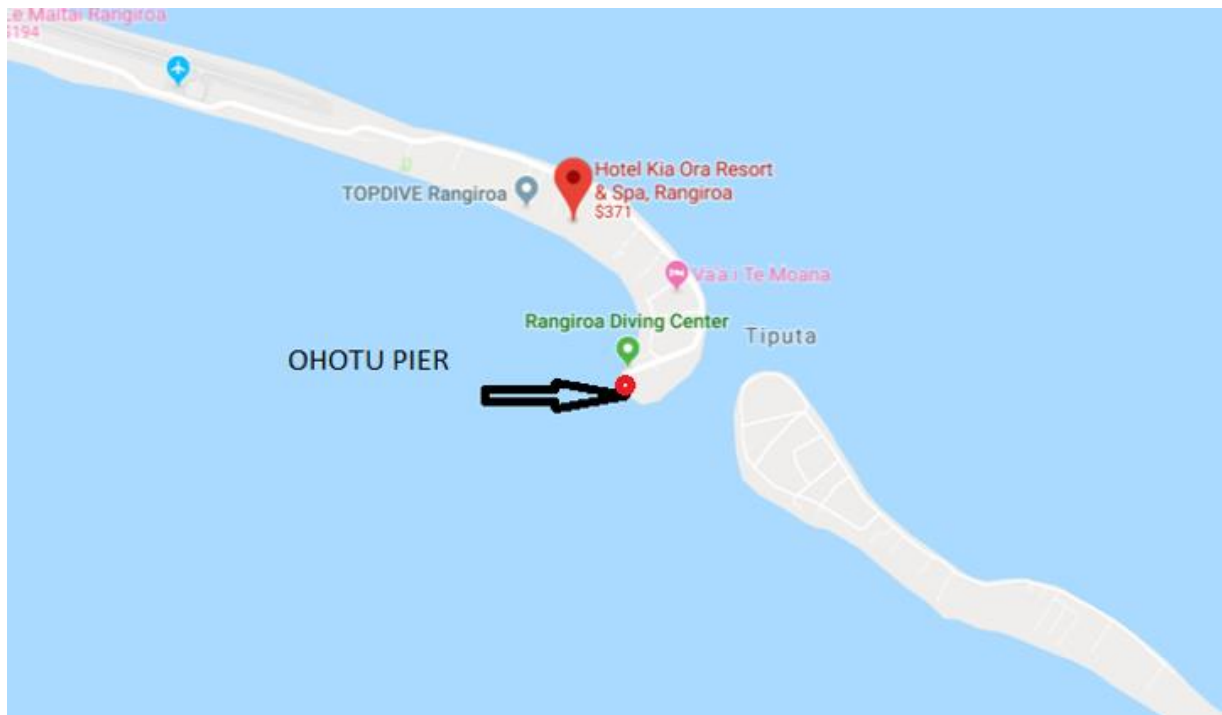 Le Maitai Rangiroa
$194
Hotel Kia Ora Resort
& Spa, Rangiroa
$371
TOPDIVE Rangiroa
Va'a i Te Moana
Rangiroa Diving Center
Tiputa
OHOTU PIER